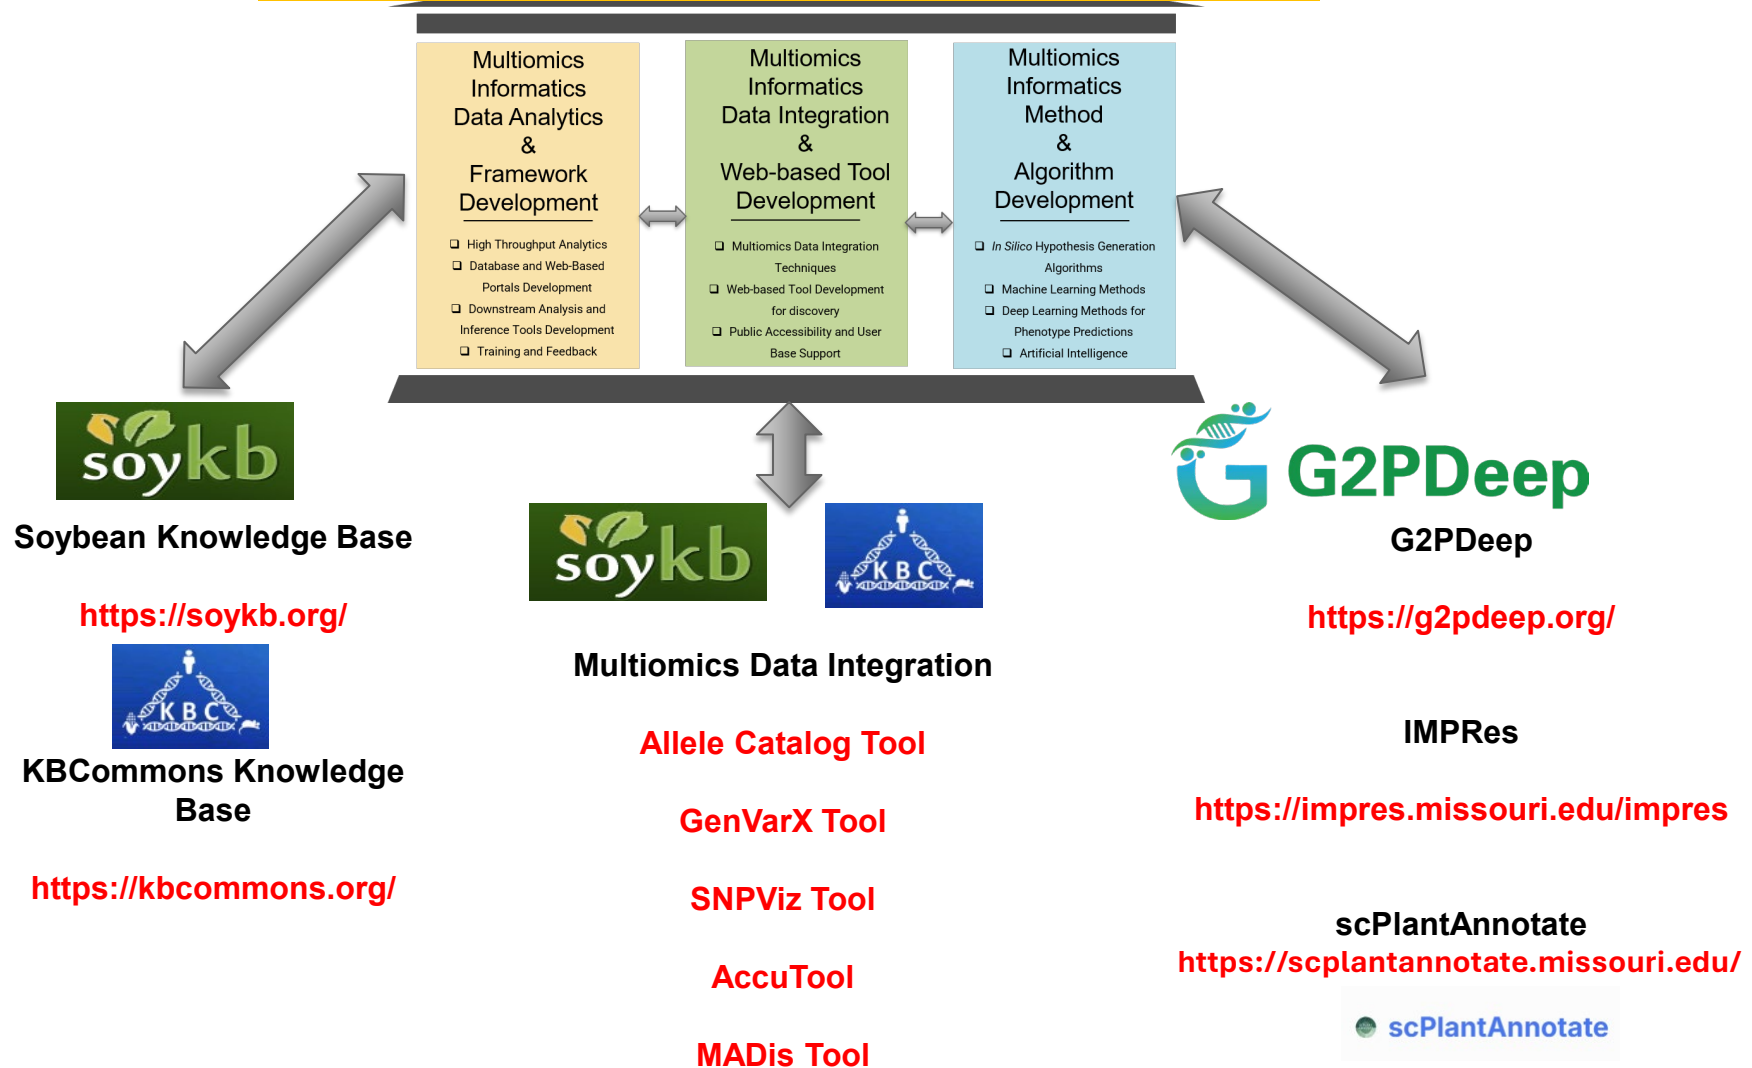 Multiomics
Informatics
Data Analytics
&
Framework
Development
❑ High Throughput Analytics
❑ Database and Web-Based
Portals Development
❑ Downstream Analysis and
Inference Tools Development
❑ Training and Feedback
Multiomics
Informatics
Data Integration
&
Web-based Tool
Development
❑ Multiomics Data Integration
Techniques
❑ Web-based Tool Development
for discovery
❑ Public Accessibility and User
Base Support
Multiomics
Informatics
Method
&
Algorithm
Development
❑ In Silico Hypothesis Generation
Algorithms
❑ Machine Learning Methods
❑ Deep Learning Methods for
Phenotype Predictions
❑ Artificial Intelligence
soykb
Soybean Knowledge Base
https://soykb.org/
KBC
KBCommons Knowledge
Base
https://kbcommons.org/
soykb
KBC
Multiomics Data Integration
Allele Catalog Tool
GenVarX Tool
SNPViz Tool
AccuTool
MADis Tool
G2PDeep
G2PDeep
https://g2pdeep.org/
IMPRes
https://impres.missouri.edu/impres
scPlantAnnotate
https://scplantannotate.missouri.edu/
scPlantAnnotate